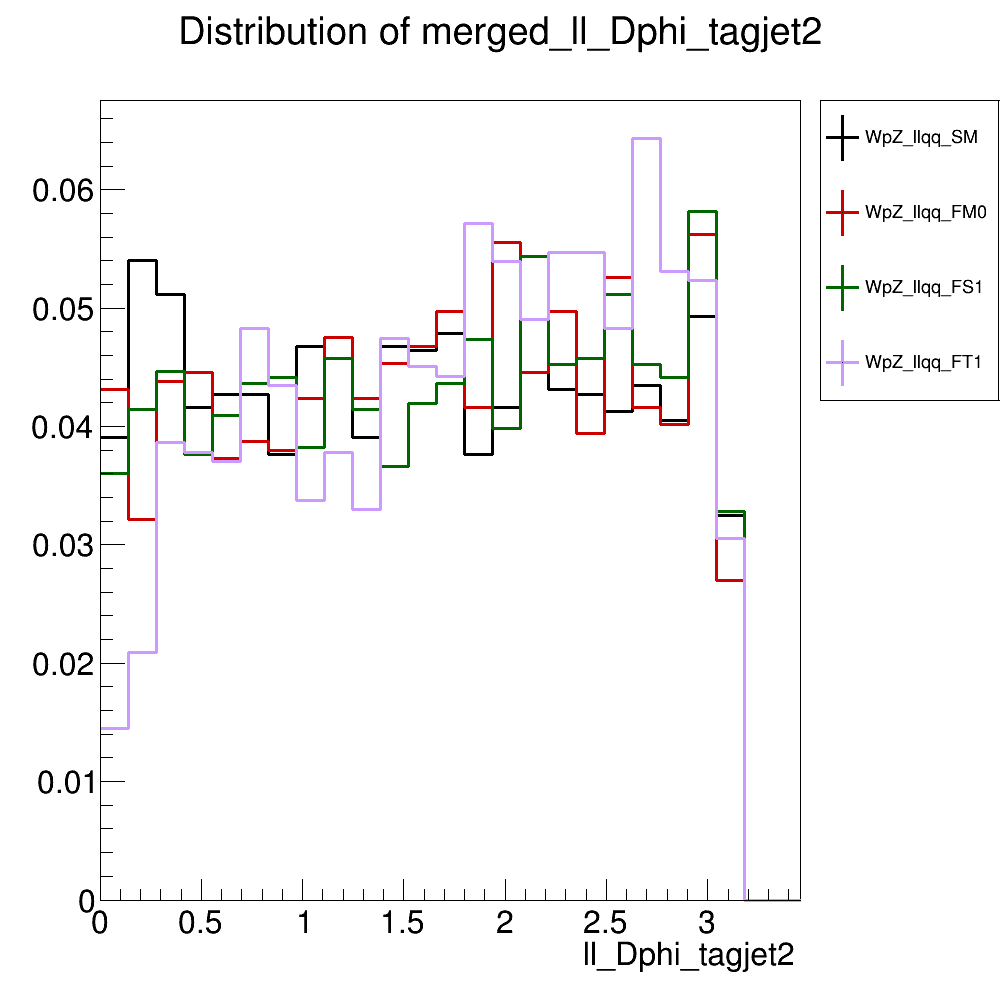 Distribution of merged_ll_Dphi_tagjet2
WpZ_llqq_SM
WpZ_llqq_FM0
WpZ_llqq_FS1
WpZ_llqq_FT1
0.06
0.05
0.04
0.03
0.02
0.01
0
0 0.5 1 1.5 2 2.5 3
ll_Dphi_tagjet2